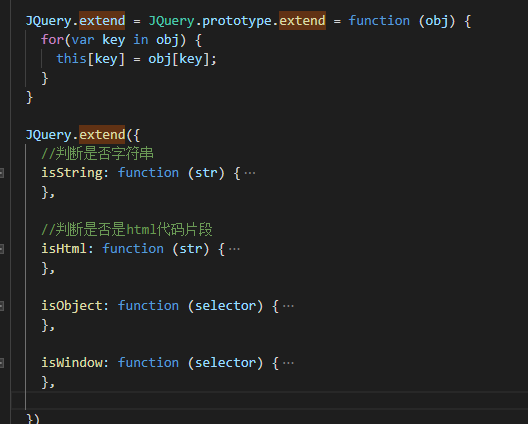 JQuery.extend = JQuery.prototype.extend = function (obj) {
for(var key in obj) {
this[key] = obj[key];
}
}
JQuery.extend({
//判断是否字符串
isString: function (str) {…
},
//判断是否是html代码片段
isHtml: function (str) {…
},
isObject: function (selector) {…
},
isWindow: function (selector) {…
},
})